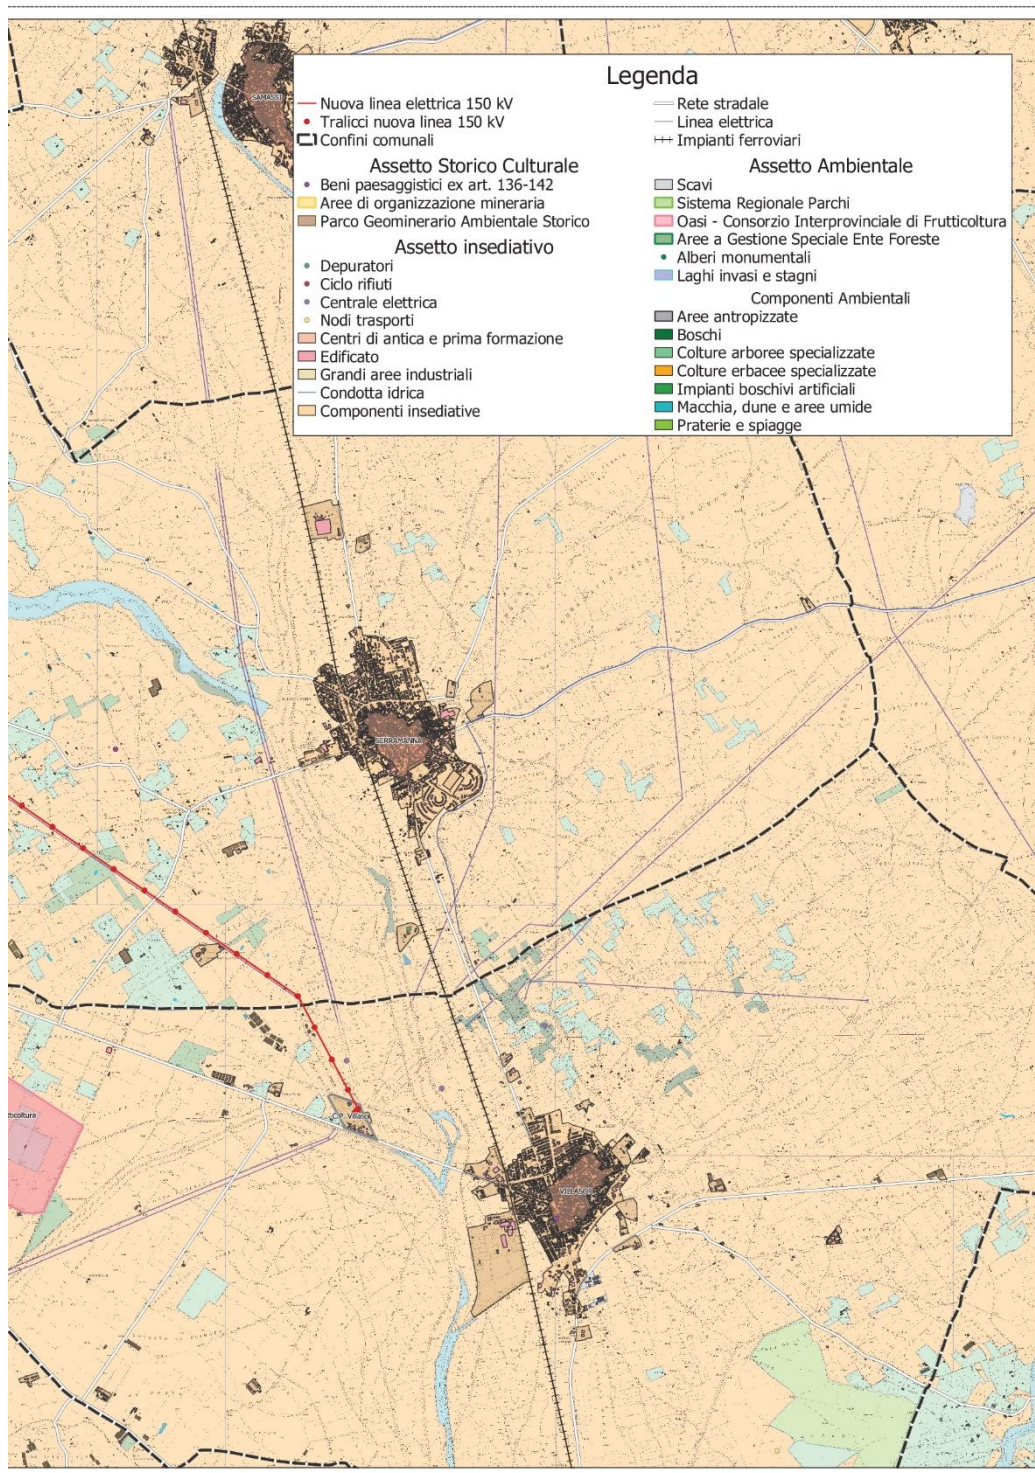 Legenda
Nuova linea elettrica 150 kV
Tralicci nuova linea 150 kV
Confini comunali
Assetto Storico Culturale
Beni paesaggistici ex art. 136-142
Aree di organizzazione mineraria
Parco Geominerario Ambientale Storico
Assetto insediativo
Depuratori
Ciclo rifiuti
Centrale elettrica
Nodi trasporti
Centri di antica e prima formazione
Edificato
Grandi aree industriali
Condotta idrica
Componenti insediative
Rete stradale
Linea elettrica
Impianti ferroviari
Assetto Ambientale
Scavi
Sistema Regionale Parchi
Oasi - Consorzio Interprovinciale di Frutticoltura
Aree a Gestione Speciale Ente Foreste
Alberi monumentali
Laghi invasi e stagni
Componenti Ambientali
Aree antropizzate
Boschi
Colture arboree specializzate
Colture erbacee specializzate
Impianti boschivi artificiali
Macchia, dune e aree umide
Praterie e spiagge
SAMASSI
SERRAMANNA
C.P. Villasor
tticoltura
VILLASOR